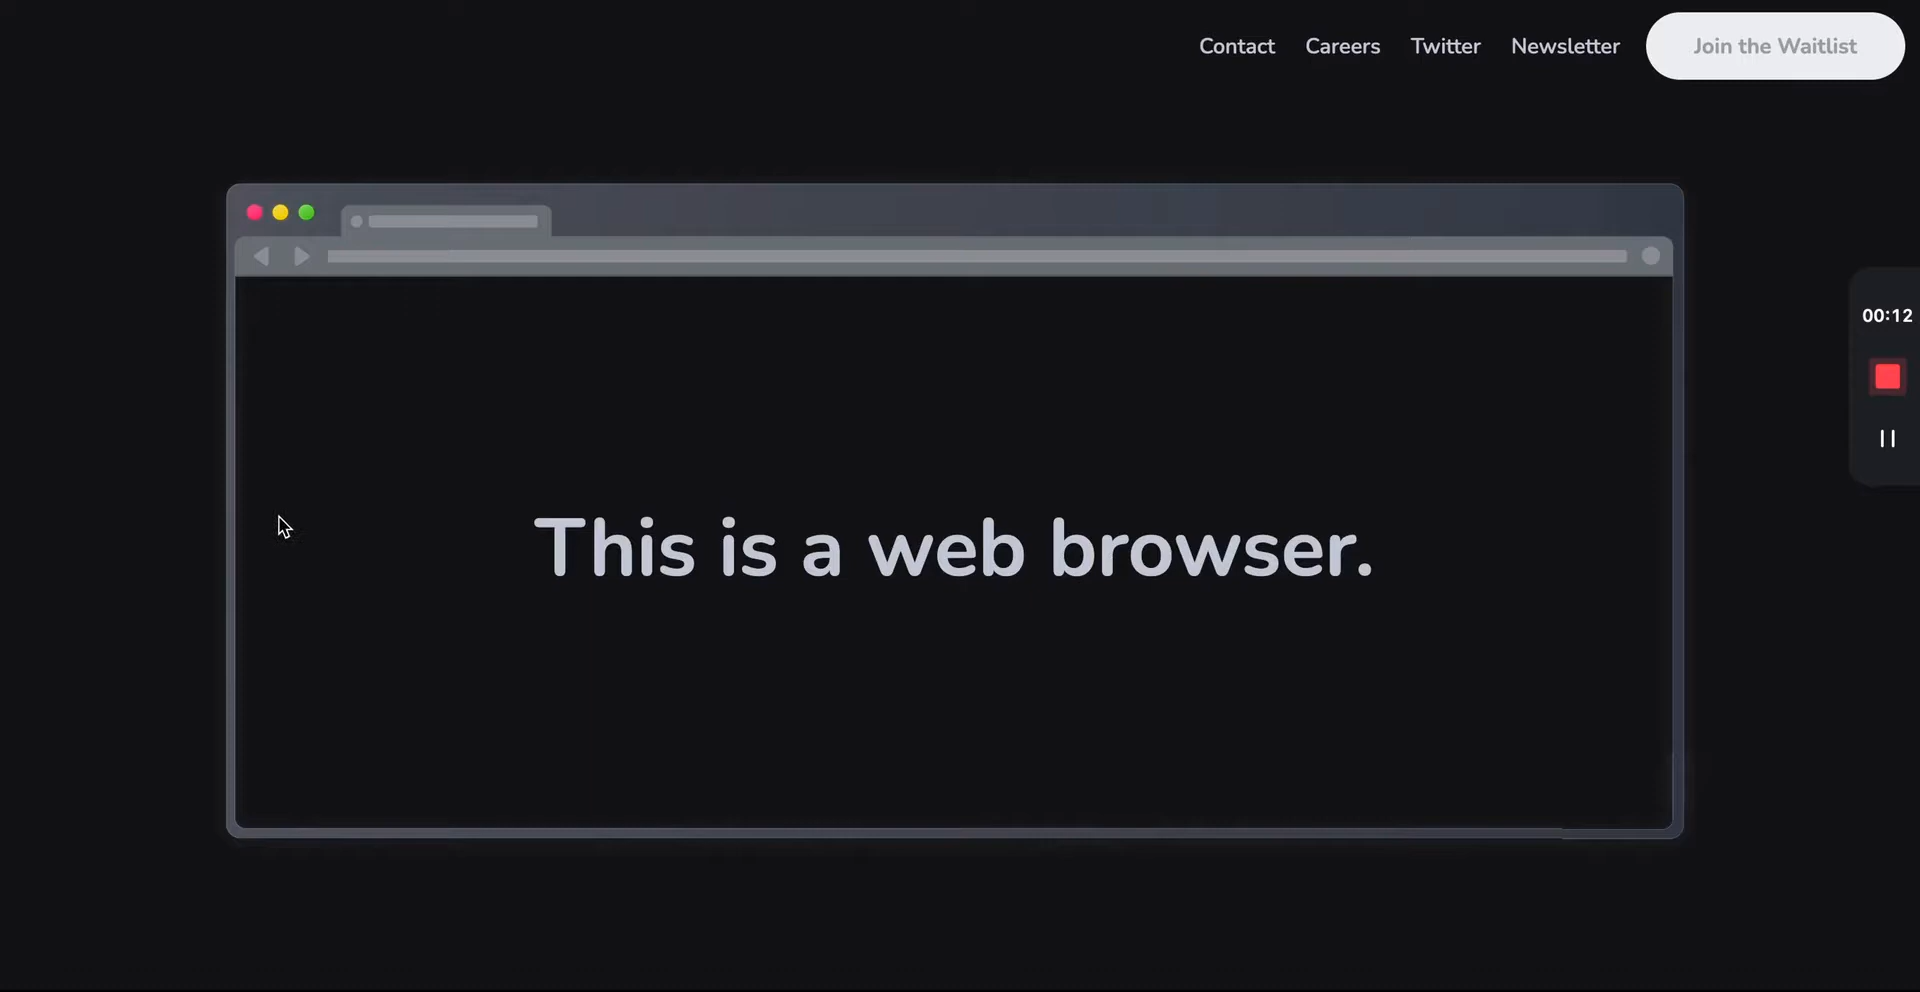 Contact Careers Twitter Newsletter Join the Waitlist
00:12
This is a web browser.